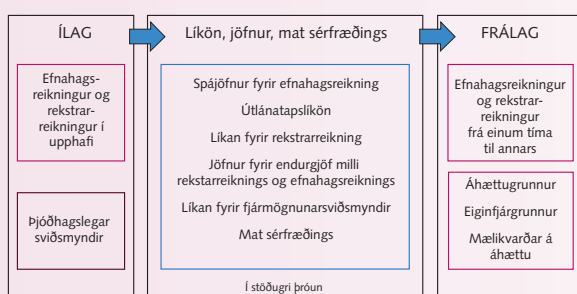 ÍLAG
Efnahags-
reikningur og
rekstrar-
reikningur í
upphafi
Þjóðhagslegar
sviðsmyndir
Líkön, jöfnur, mat sérfræðings
Spájöfnur fyrir efnahagsreikning
Útlánatapslíkön
Líkan fyrir rekstrarreikning
Jöfnur fyrir endurgjöf milli
rekstarreiknings og efnahagsreiknings
Líkan fyrir fjármögnunarsviðsmyndir
Mat sérfræðings
Í stöðugri þróun
FRÁLAG
Efnahagsreikningur
og rekstrar-
reikningur
frá einum tíma
til annars
Áhættugrunnur
Eiginfjárgrunnur
Mælikvarðar á
áhættu